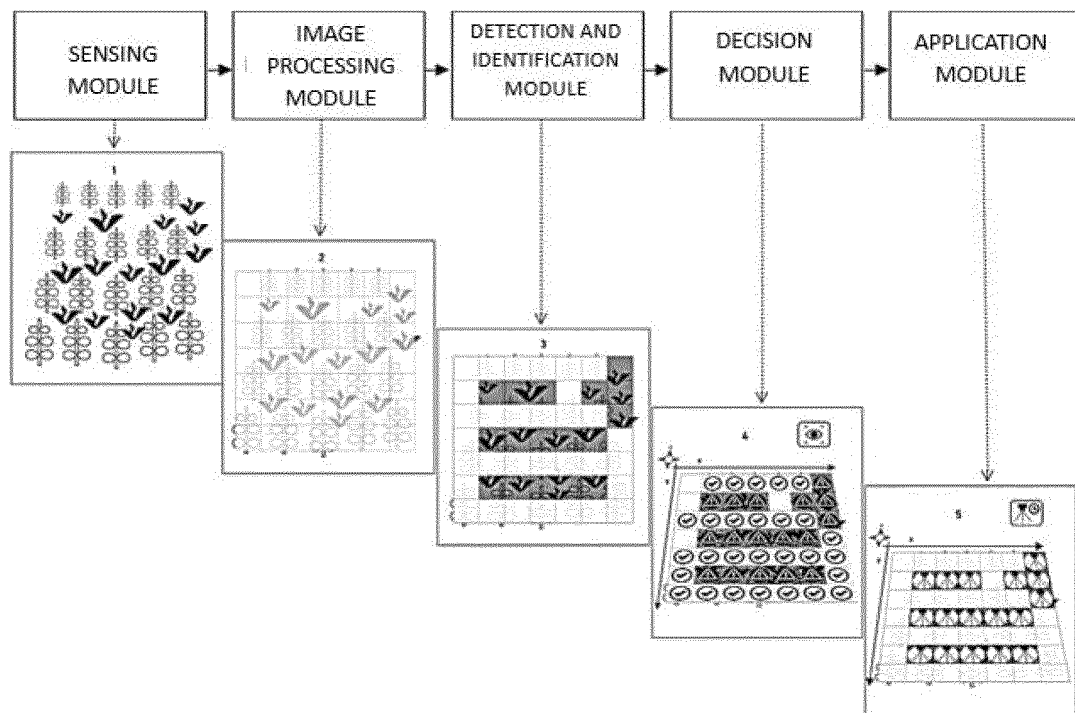 SENSING
MODULE
IMAGE
PROCESSING
MODULE
DETECTION AND
IDENTIFICATION
MODULE
DECISION
MODULE
APPLICATION
MODULE
1
2
3
4
5